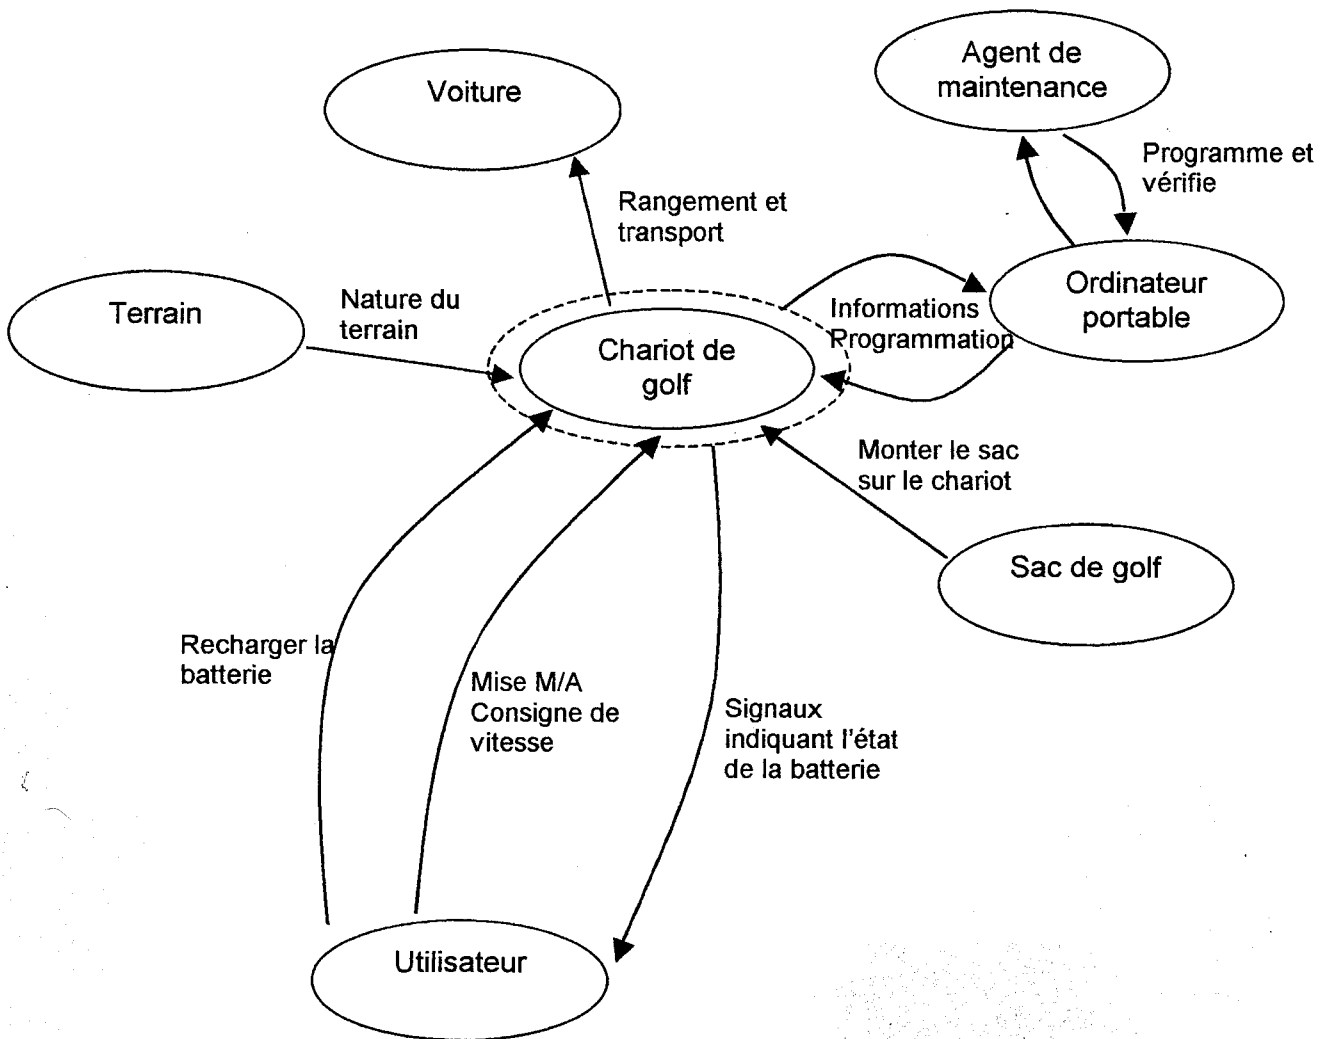 Agent de
maintenance
Voiture
Programme et
vérifie
Rangement et
transport
Ordinateur
portable
Terrain
Nature du
terrain
Informations
Programmation
Chariot de
golf
Monter le sac
sur le chariot
Sac de golf
Recharger la
batterie
Mise M/A
Consigne de
vitesse
Signaux
indiquant l'état
de la batterie
Utilisateur